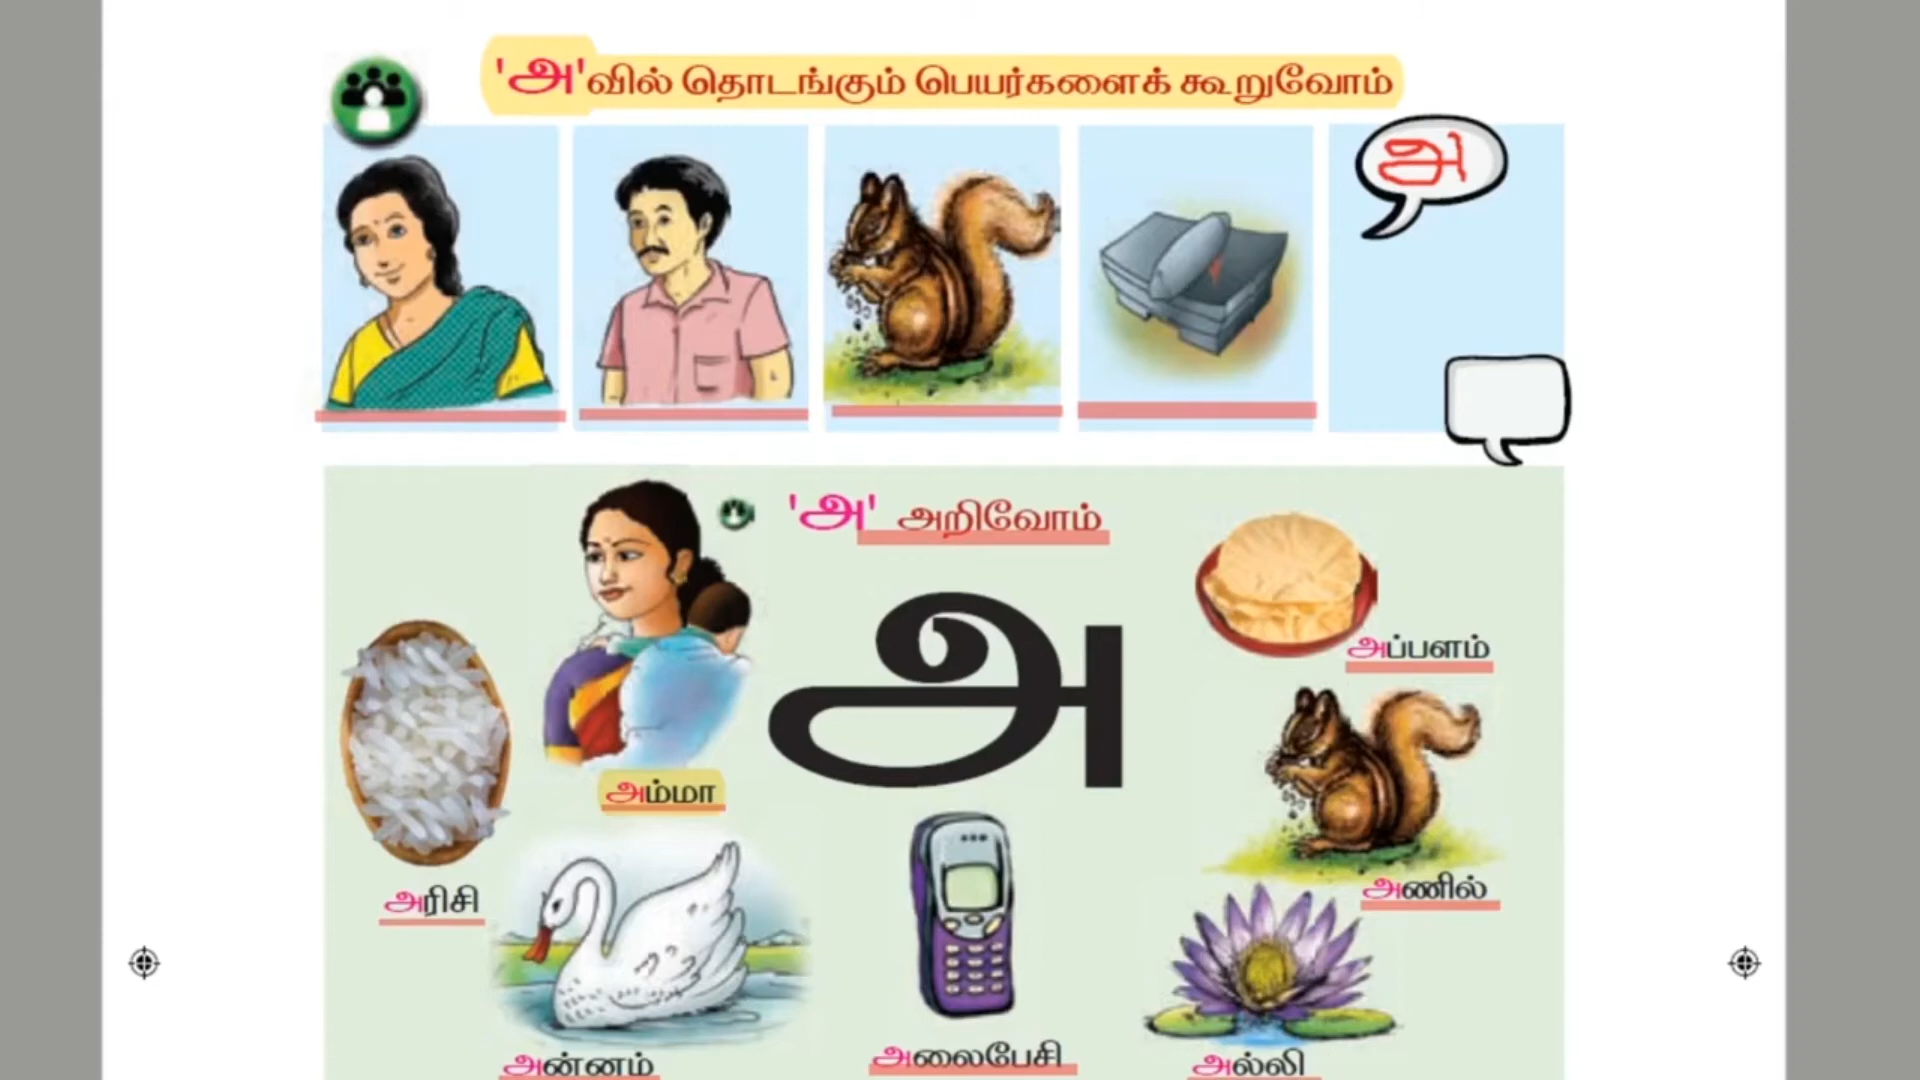 'அ'வில் தொடங்கும் பெயர்களைக் கூறுவோம்
அ
'அ' அறிவோம்
அ
அப்பளம்
அம்மா
அணில்
அரிசி
அன்னம்
அலைபேசி
அல்லி